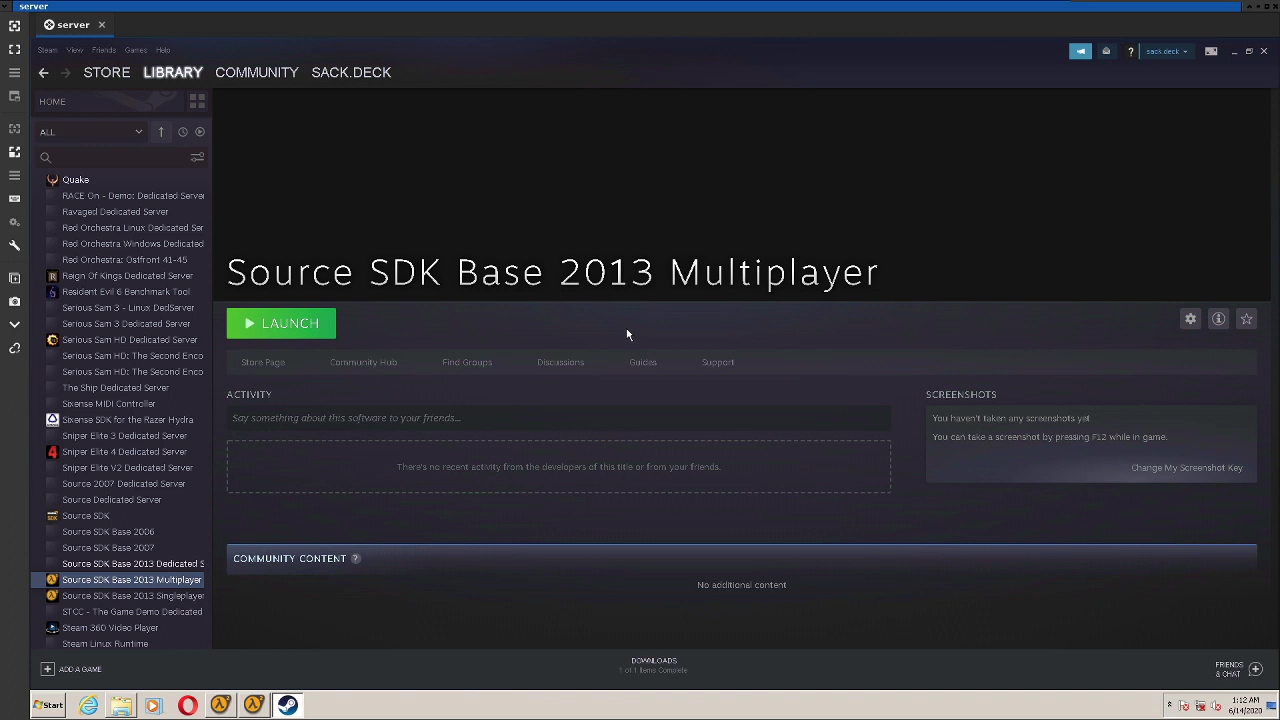 server
server
Steam View Friends Games Help
sack.deck
STORE LIBRARY COMMUNITY SACK.DECK
HOME
ALL
Quake
RACE On - Demo: Dedicated Server
Ravaged Dedicated Server
Red Orchestra Linux Dedicated Ser
Red Orchestra Windows Dedicated
Red Orchestra: Ostfront 41-45
Reign Of Kings Dedicated Server
Resident Evil 6 Benchmark Tool
Serious Sam 3 - Linux DedServer
Serious Sam 3 Dedicated Server
Serious Sam HD Dedicated Server
Serious Sam HD: The Second Enco
Serious Sam HD: The Second Enco
The Ship Dedicated Server
Sixense MIDI Controller
Sixense SDK for the Razer Hydra
Sniper Elite 3 Dedicated Server
Sniper Elite 4 Dedicated Server
Sniper Elite V2 Dedicated Server
Source 2007 Dedicated Server
Source Dedicated Server
Source SDK
Source SDK Base 2006
Source SDK Base 2007
Source SDK Base 2013 Dedicated S
Source SDK Base 2013 Multiplayer
Source SDK Base 2013 Singleplayer
STCC - The Game Demo Dedicated
Steam 360 Video Player
Steam Linux Runtime
Source SDK Base 2013 Multiplayer
LAUNCH
Store Page Community Hub Find Groups Discussions Guides Support
ACTIVITY
Say something about this software to your friends...
There's no recent activity from the developers of this title or from your friends.
SCREENSHOTS
You haven't taken any screenshots yet
You can take a screenshot by pressing F12 while in game.
Change My Screenshot Key
COMMUNITY CONTENT ?
No additional content
ADD A GAME
DOWNLOADS
1 of 1 Items Complete
FRIENDS
& CHAT
Start
1:12 AM
6/14/2020